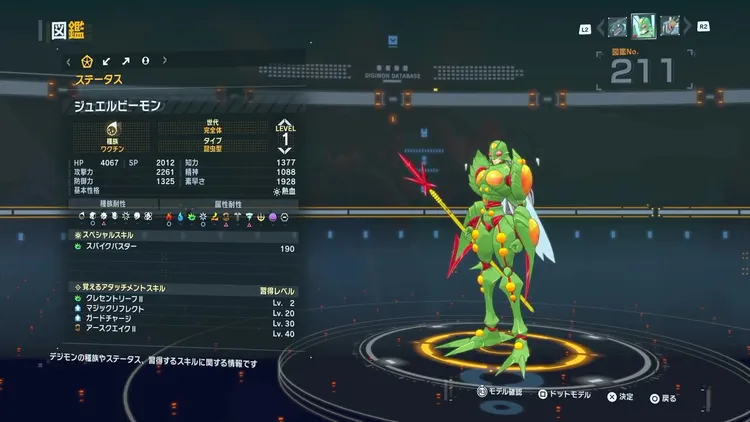 図鑑
L2
R2
図鑑No.
211
ステータス
DIGIMON DATABASE
ジュエルビーモン
種族
ワクチン
世代
完全体
タイプ
昆虫型
LEVEL
1
HP 4067 SP 2012 知力 1377
攻撃力 2261 精神 1088
防御力 1325 素早さ 1928
基本性格 熱血
種族耐性 属性耐性
スペシャルスキル
スパイクバスター 190
覚えるアタッチメントスキル 習得レベル
クレセントリーフⅡ Lv. 2
マジックリフレクト Lv. 20
ガードチャージ Lv. 30
アースクエイクⅡ Lv. 40
デジモンの種族やステータス、習得するスキルに関する情報です
モデル確認 ドットモデル 決定 戻る